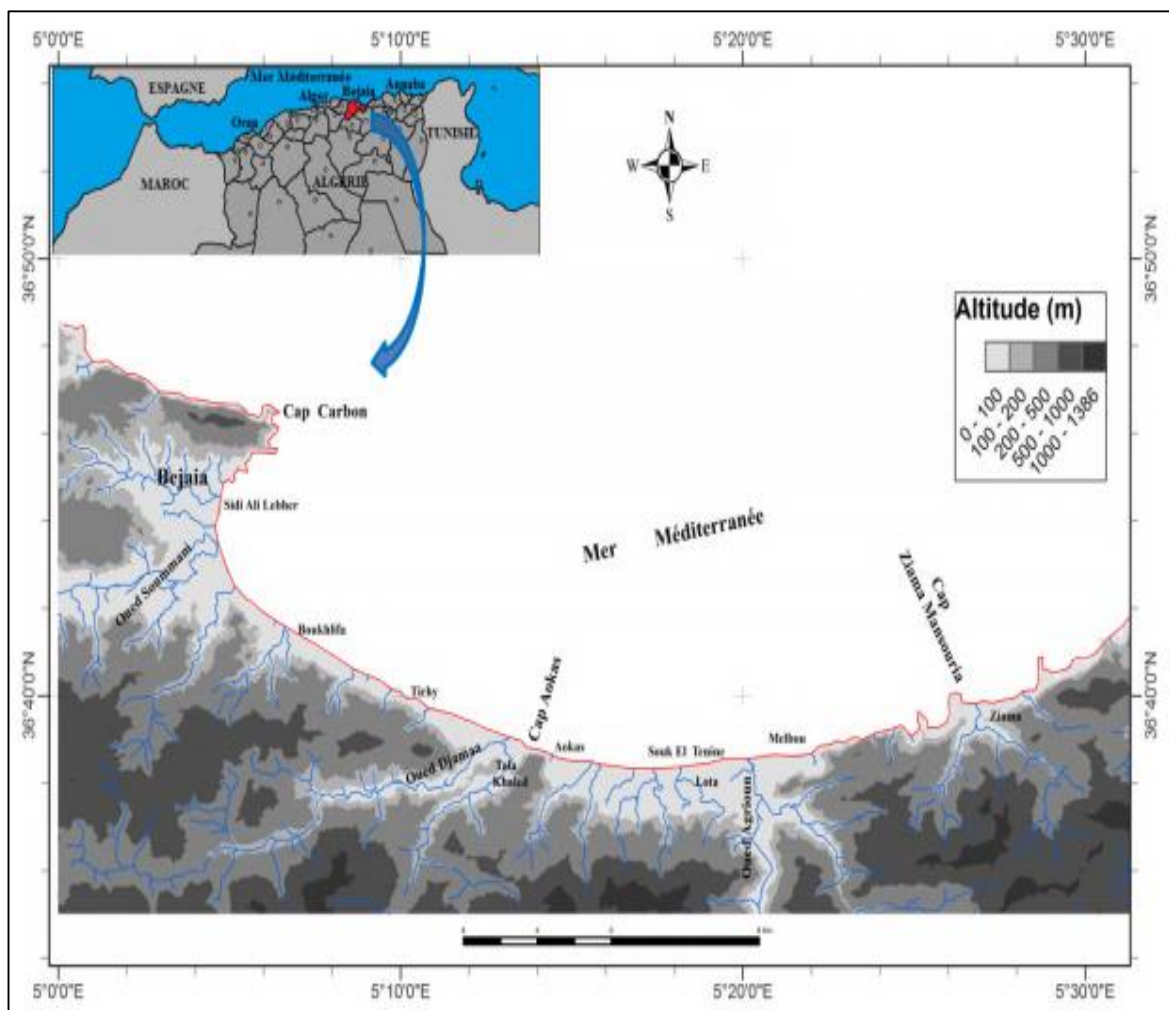 5°0'0"E
5°10'0"E
5°20'0"E
5°30'0"E
ESPAGNE
Mer Méditerranée
Alger
Bejaia
Annaba
Oran
TUNISIE
MAROC
ALGERIE
N
W
E
S
36°50'0"N
36°50'0"N
Altitude (m)
0 - 100
100 - 200
200 - 500
500 - 1000
1000 - 1386
Cap Carbon
Bejaia
Sidi Ali Lebher
Mer Méditerranée
Oued Soummam
Cap
Ziama Mansouria
Boukhlifa
Tichy
Cap Aokas
36°40'0"N
36°40'0"N
Ziama
Melbou
Aokas
Souk El Tenine
Oued Djamaa
Tala
Khaled
Lota
Oued Agrioun
5°0'0"E
5°10'0"E
5°20'0"E
5°30'0"E